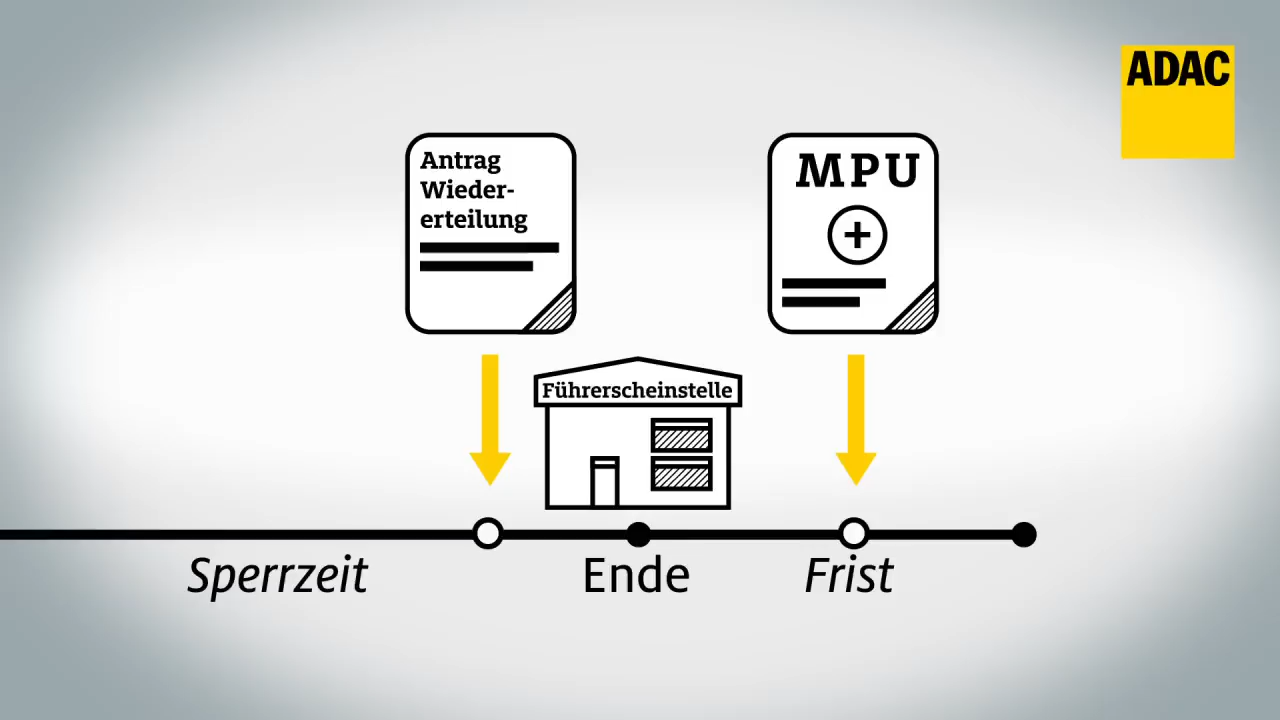 ADAC
Antrag
Wieder-
erteilung
MPU
Führerscheinstelle
Sperrzeit
Ende
Frist